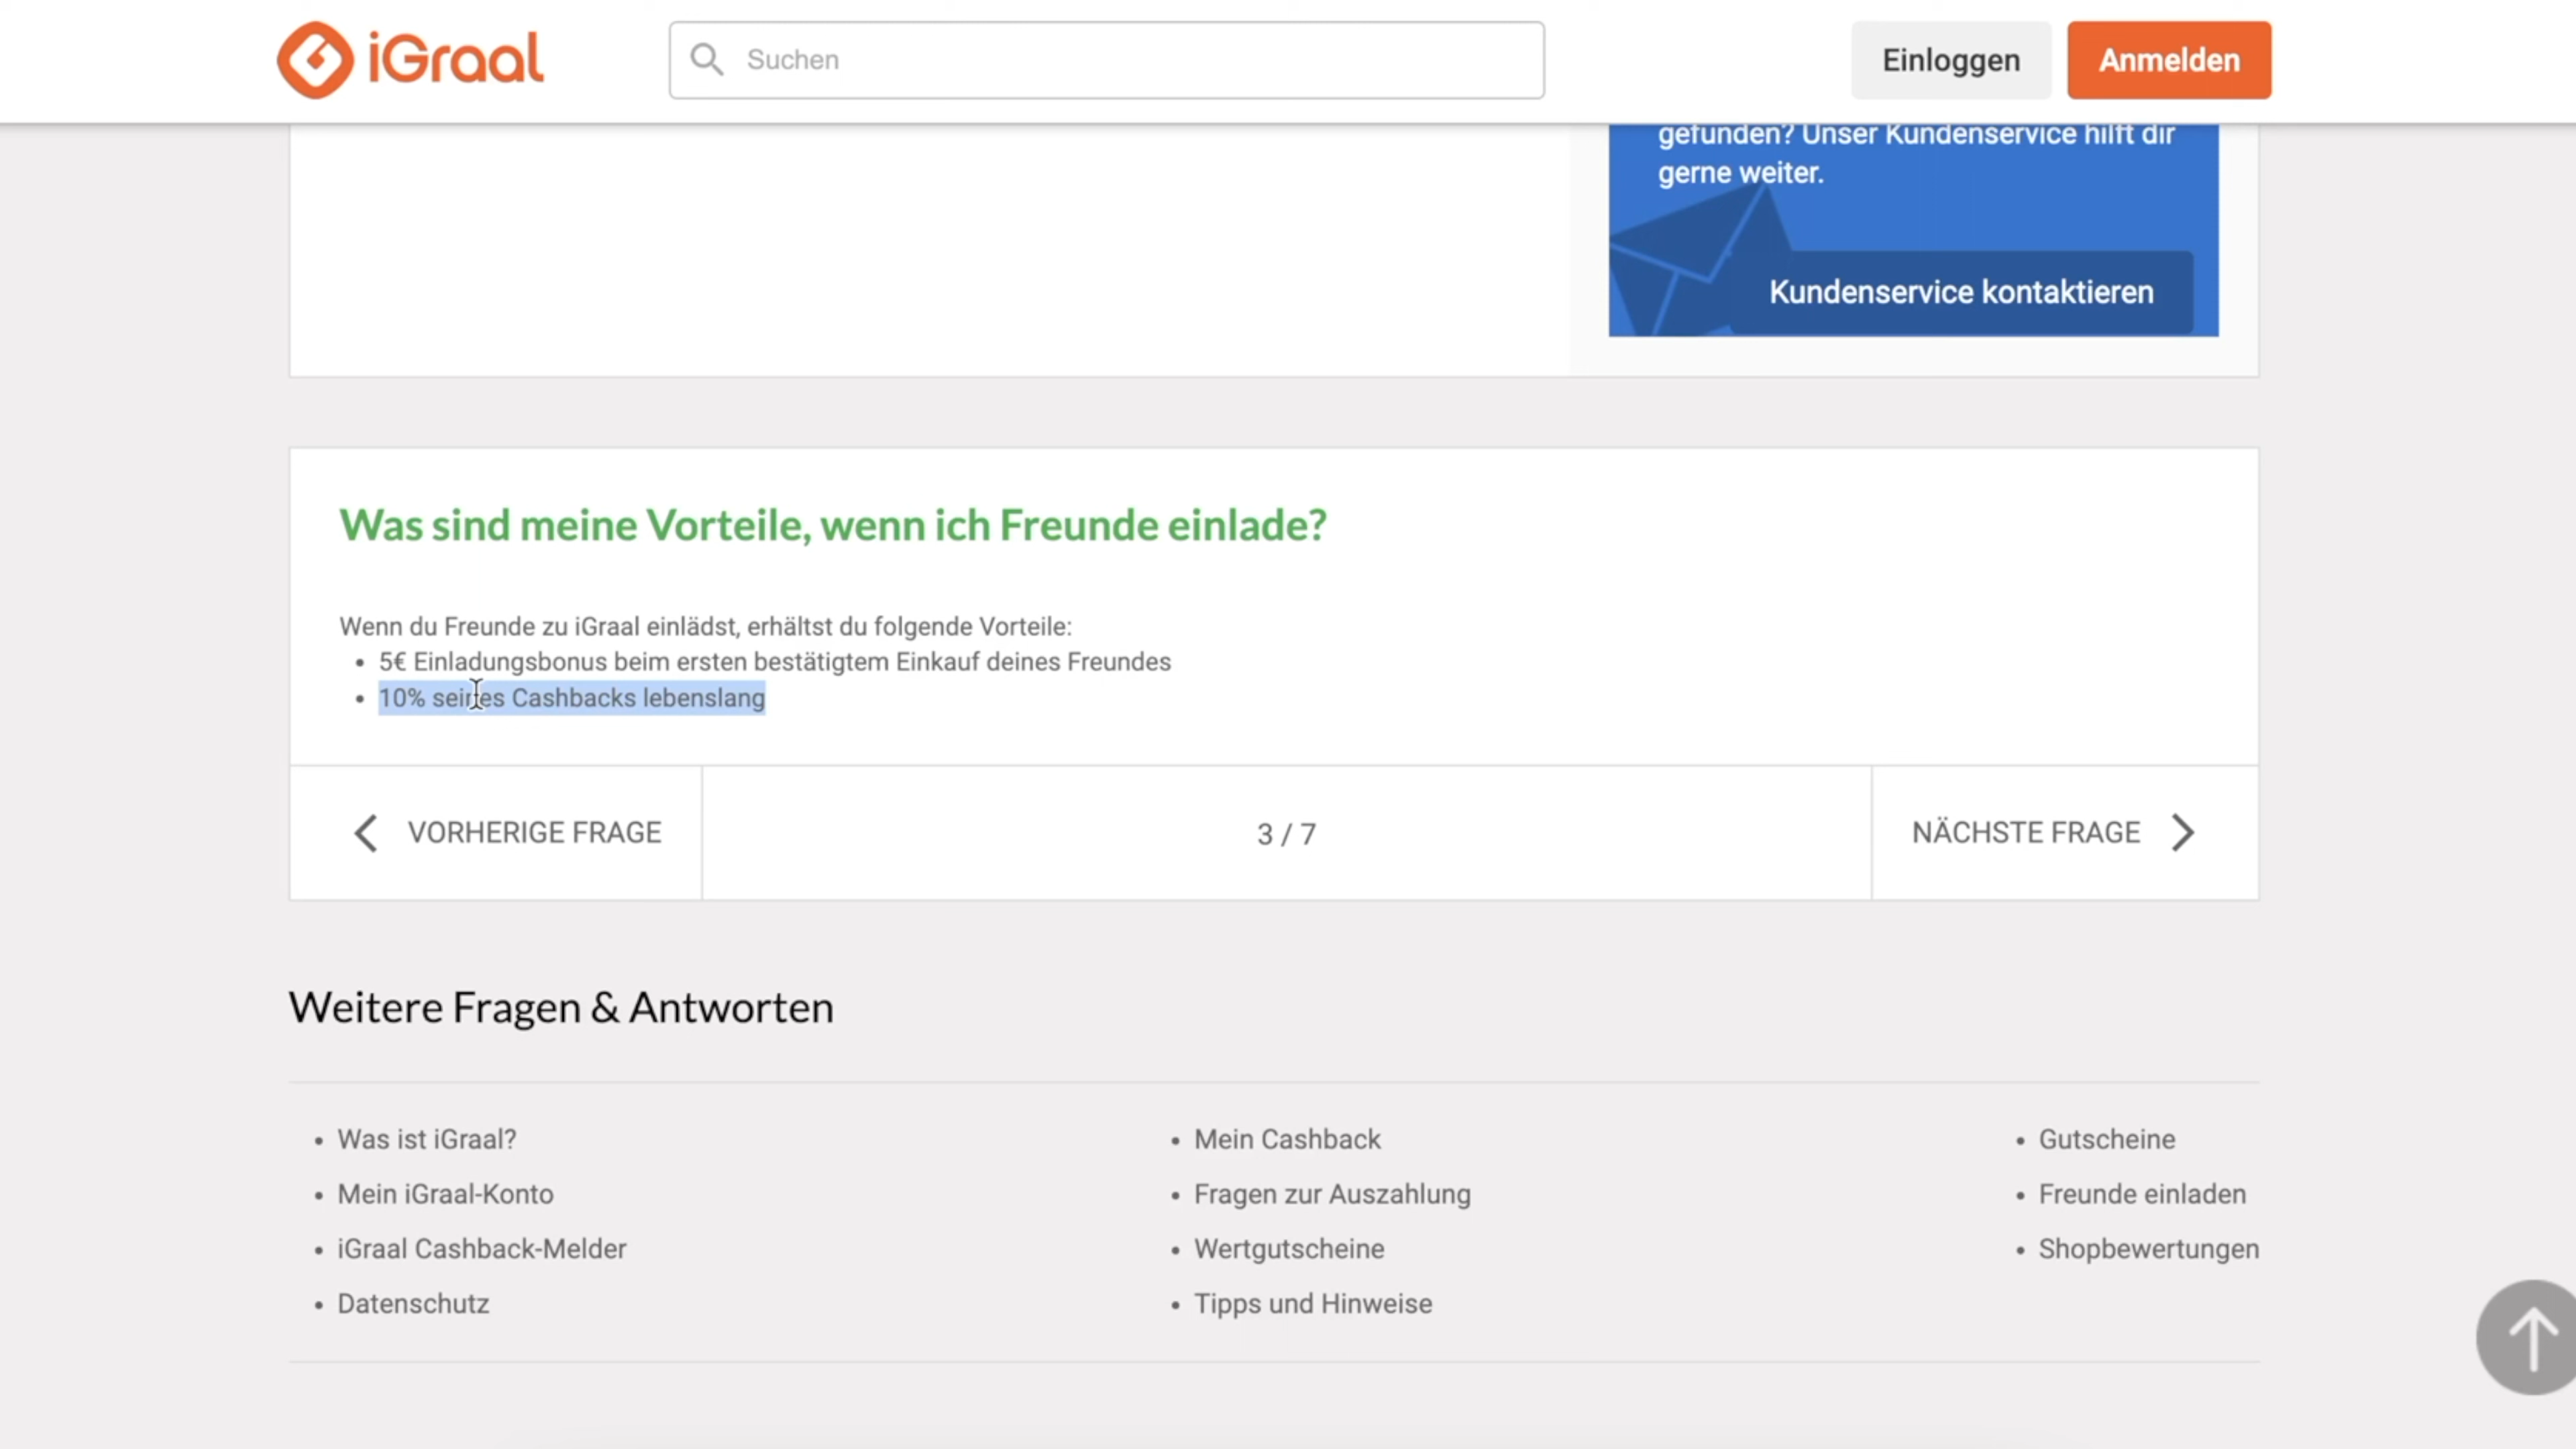 iGraal
Suchen
Einloggen
Anmelden
gefunden? Unser Kundenservice hilft dir
gerne weiter.
Kundenservice kontaktieren
Was sind meine Vorteile, wenn ich Freunde einlade?
Wenn du Freunde zu iGraal einlädst, erhältst du folgende Vorteile:
• 5€ Einladungsbonus beim ersten bestätigtem Einkauf deines Freundes
• 10% seines Cashbacks lebenslang
VORHERIGE FRAGE
3 / 7
NÄCHSTE FRAGE
Weitere Fragen & Antworten
• Was ist iGraal?
• Mein iGraal-Konto
• iGraal Cashback-Melder
• Datenschutz
• Mein Cashback
• Fragen zur Auszahlung
• Wertgutscheine
• Tipps und Hinweise
• Gutscheine
• Freunde einladen
• Shopbewertungen